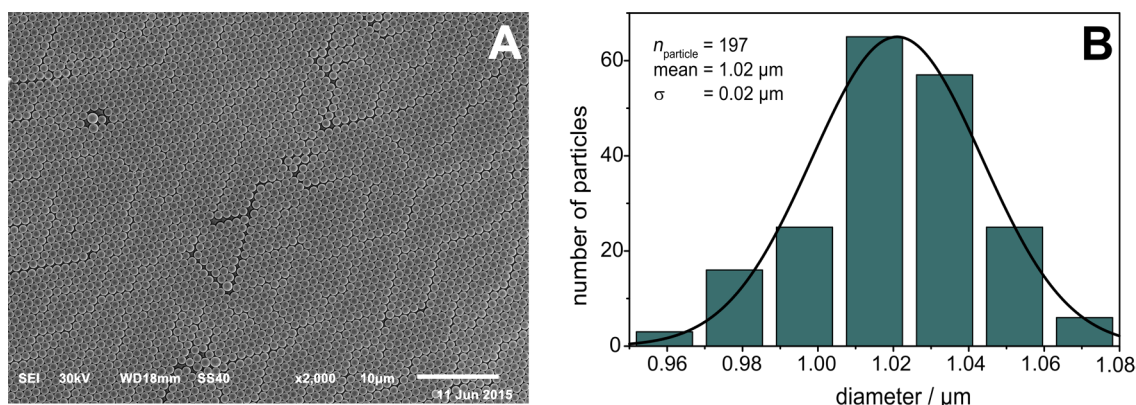 A
SEI 30kV WD18mm SS40 x2,000 10µm
11 Jun 2015
B
n_particle = 197
mean = 1.02 µm
σ = 0.02 µm
number of particles
60
40
20
0
0.96 0.98 1.00 1.02 1.04 1.06 1.08
diameter / µm